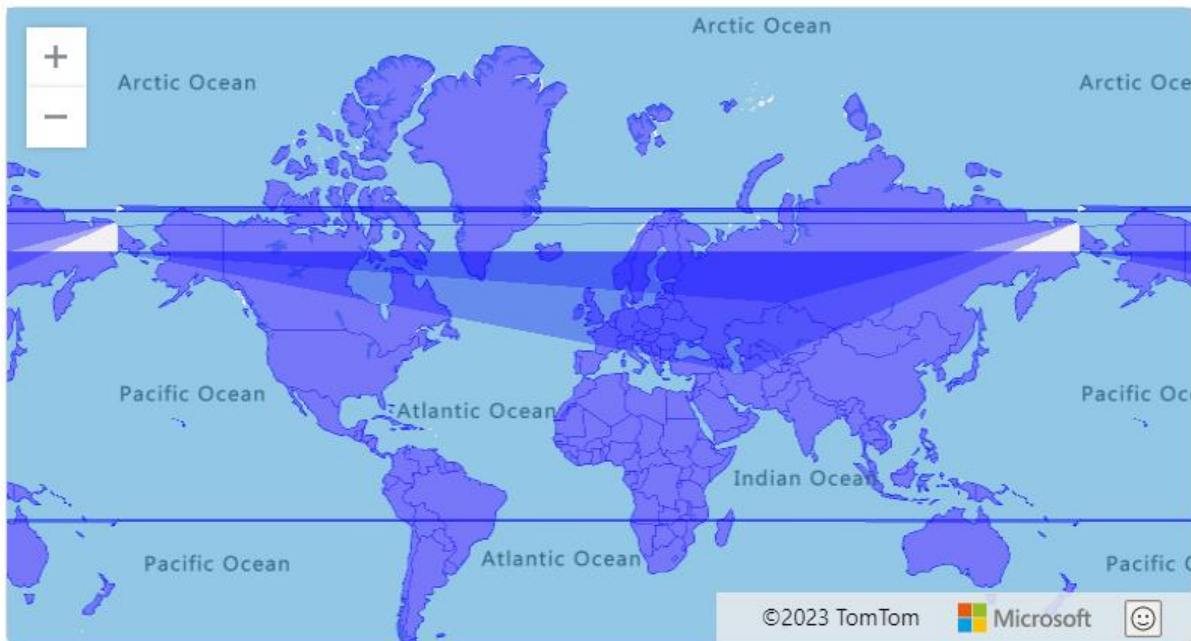 Arctic Ocean
Arctic Ocean
Arctic Oce
+
−
Pacific Ocean
Atlantic Ocean
Pacific Oc
Indian Ocean
Pacific Ocean
Atlantic Ocean
Pacific O
©2023 TomTom
Microsoft